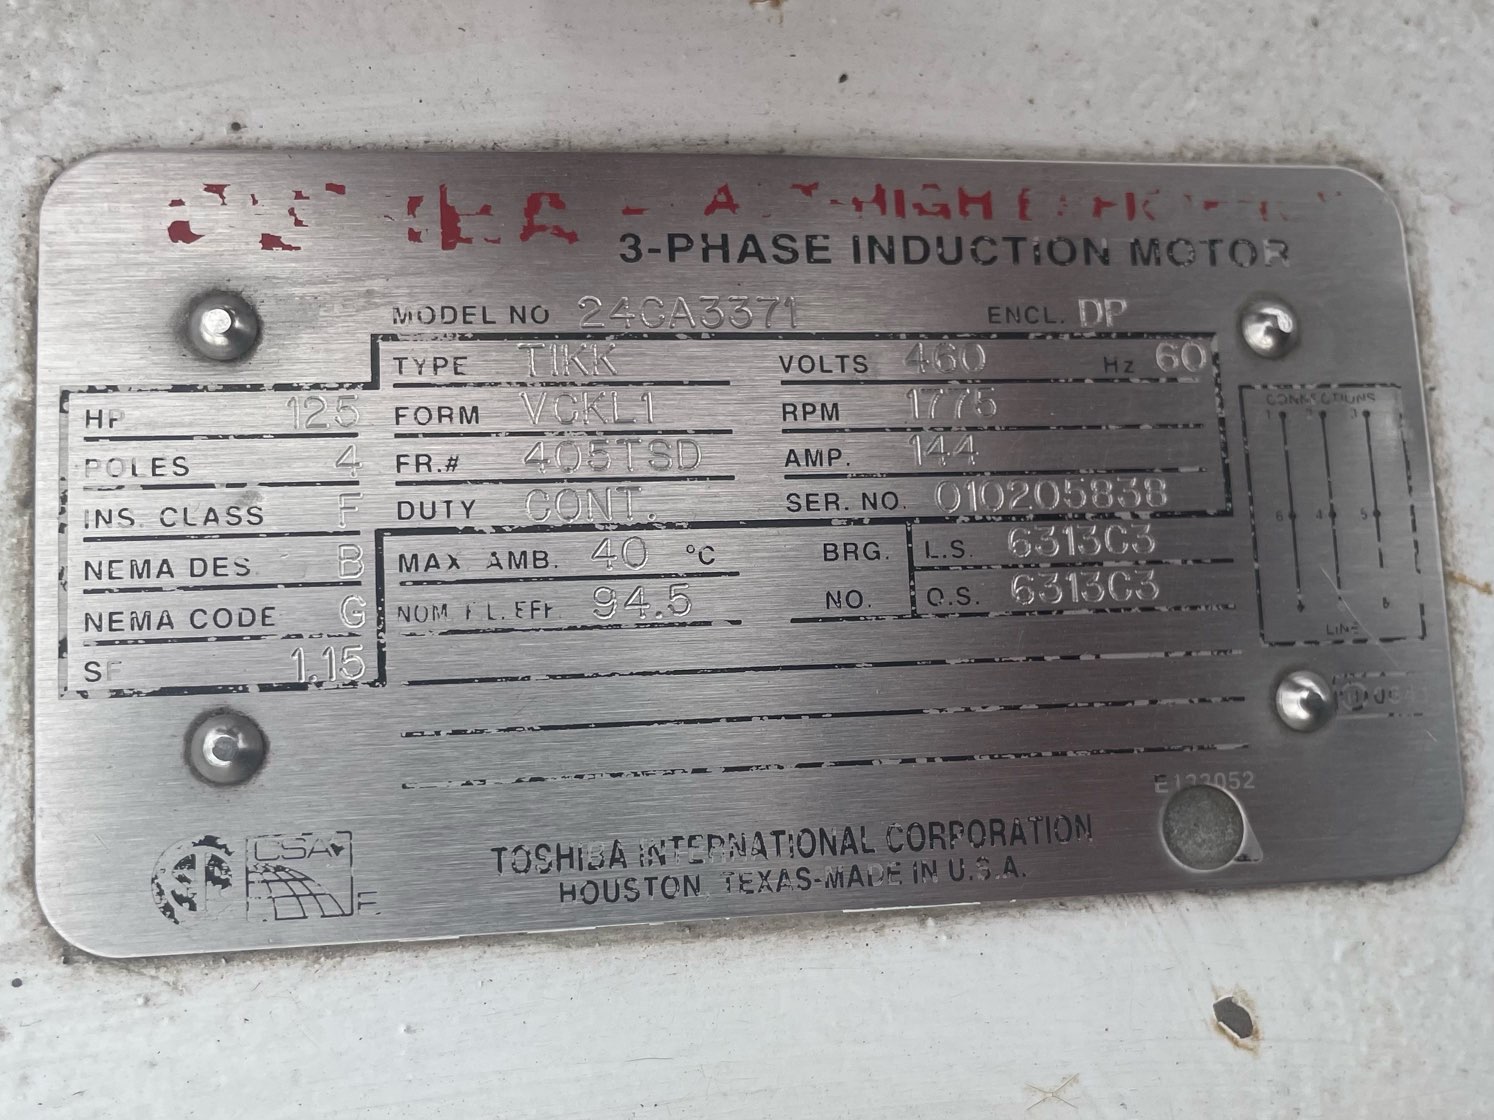 HIGH
3-PHASE INDUCTION MOTOR
MODEL NO 24CA3371 ENCL. DP
TYPE TIKK VOLTS 460 Hz 60
HP 125 FORM VCKL1 RPM 1775
POLES 4 FR.# 405TSD AMP. 144
INS. CLASS F DUTY CONT. SER. NO. 010205838
NEMA DES. B MAX AMB. 40 °C BRG. L.S. 6313C3
NEMA CODE G NOM. F.L. EFF. 94.5 NO. O.S. 6313C3
SF 1.15
CONNECTIONS
1 2 3
6 4 5
LINE
E123052
CSA
TOSHIBA INTERNATIONAL CORPORATION
HOUSTON, TEXAS-MADE IN U.S.A.